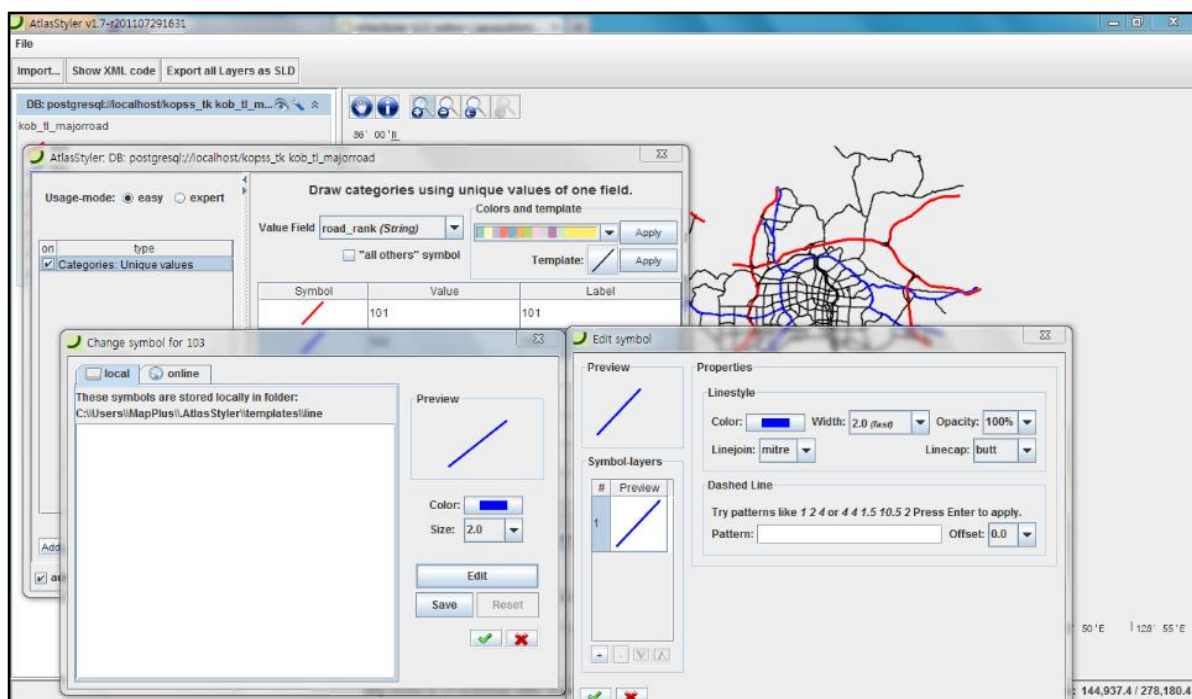 AtlasStyler v1.7-r201107291631
File
Import... Show XML code Export all Layers as SLD
DB: postgresql://localhost/kopss_tk kob_tl_m...
kob_tl_majorroad
36° 00'
AtlasStyler: DB: postgresql://localhost/kopss_tk kob_tl_majorroad
Usage-mode: easy expert
on type
Categories: Unique values
Draw categories using unique values of one field.
Value Field road_rank (String)
"all others" symbol
Colors and template
Apply
Template: Apply
Symbol Value Label
101 101
Add
Change symbol for 103
local online
These symbols are stored locally in folder:
C:\\Users\\MapPlus\\.AtlasStyler\\templates\\line
Preview
Color:
Size: 2.0
Edit
Save Reset
Edit symbol
Preview
Symbol-layers
# Preview
1
+ -
Properties
Linestyle
Color: Width: 2.0 (fast) Opacity: 100%
Linejoin: mitre Linecap: butt
Dashed Line
Try patterns like 1 2 4 or 4 4 1.5 10.5 2 Press Enter to apply.
Pattern: Offset: 0.0
50'E 128° 55'E
144,937.4 / 278,180.4